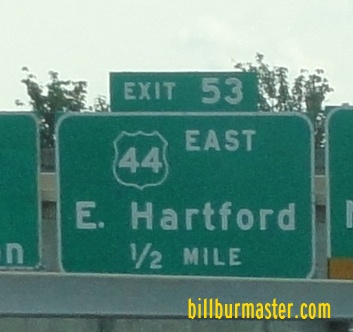 EXIT 53
44 EAST
E. Hartford
1/2 MILE
n
billburmaster.com